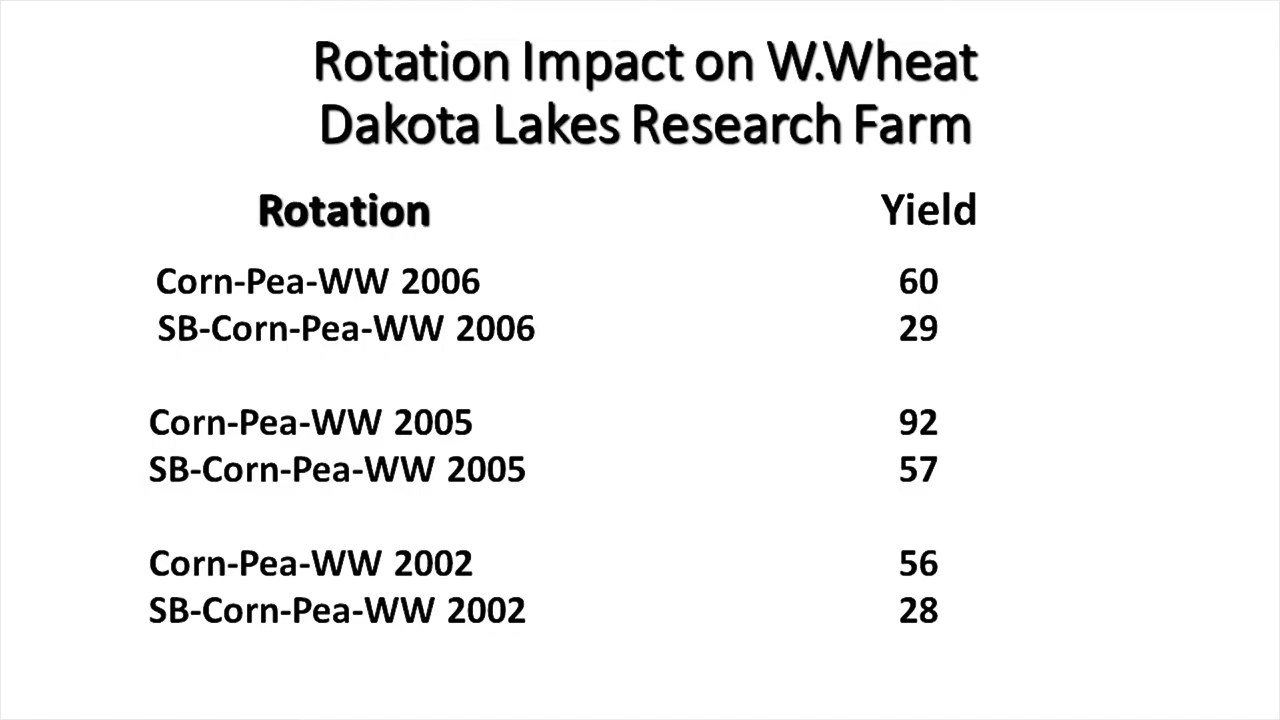 Rotation Impact on W.Wheat
Dakota Lakes Research Farm
Rotation Yield
Corn-Pea-WW 2006 60
SB-Corn-Pea-WW 2006 29
Corn-Pea-WW 2005 92
SB-Corn-Pea-WW 2005 57
Corn-Pea-WW 2002 56
SB-Corn-Pea-WW 2002 28